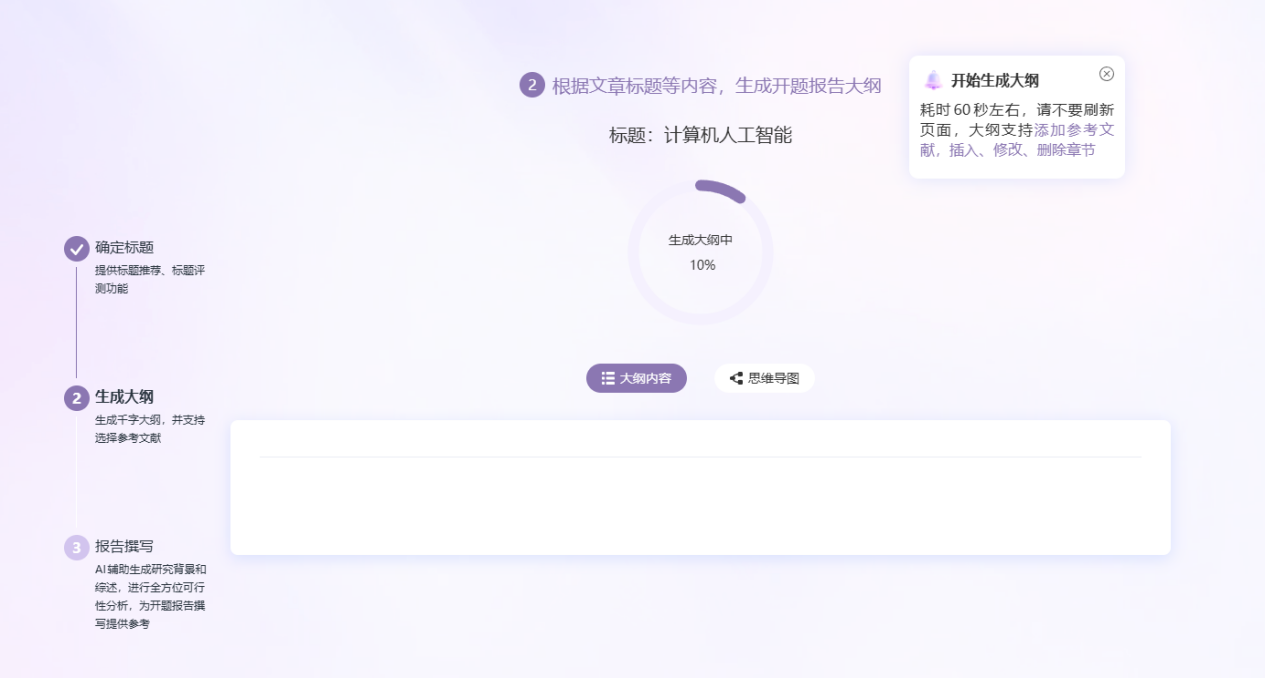 2 根据文章标题等内容，生成开题报告大纲
标题：计算机人工智能
开始生成大纲
耗时60秒左右，请不要刷新
页面，大纲支持添加参考文
献，插入、修改、删除章节
生成大纲中
10%
确定标题
提供标题推荐、标题评
测功能
2 生成大纲
生成千字大纲，并支持
选择参考文献
3 报告撰写
AI辅助生成研究背景和
综述，进行全方位可行
性分析，为开题报告撰
写提供参考
大纲内容
思维导图